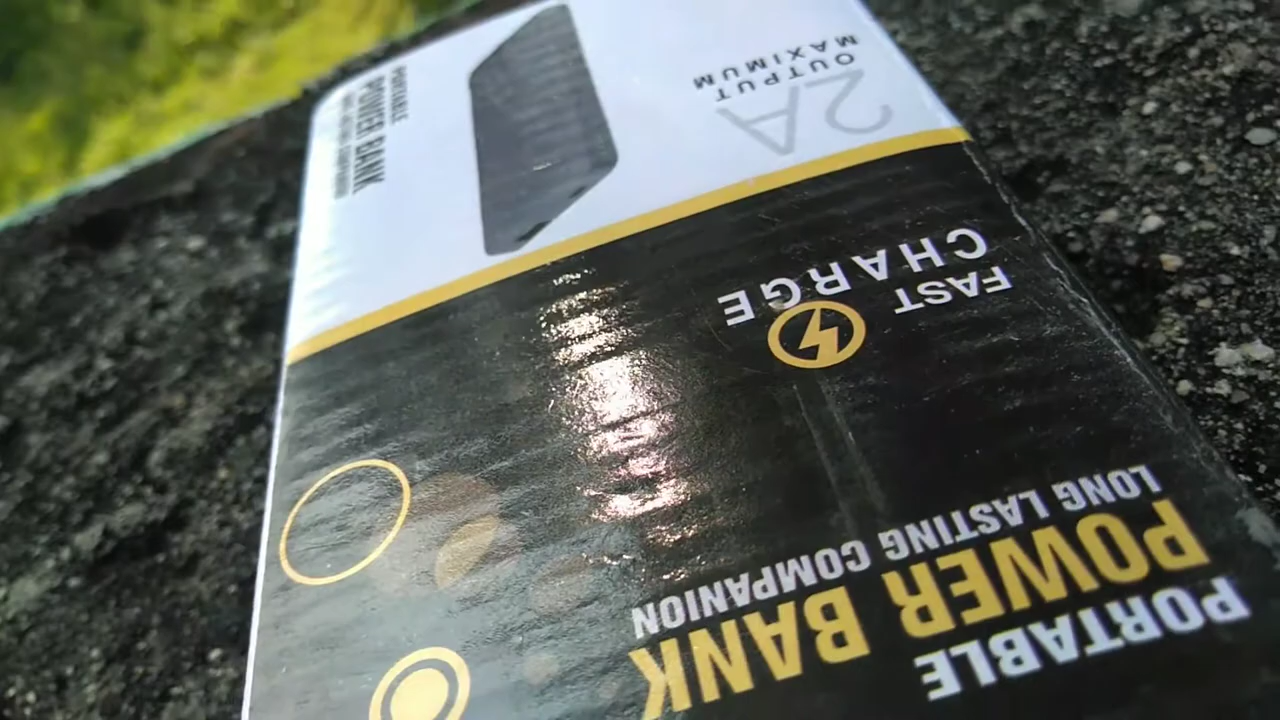 PORTABLE
POWER BANK
LONG LASTING COMPANION
FAST
CHARGE
2A
OUTPUT
MAXIMUM
PORTABLE
POWER BANK